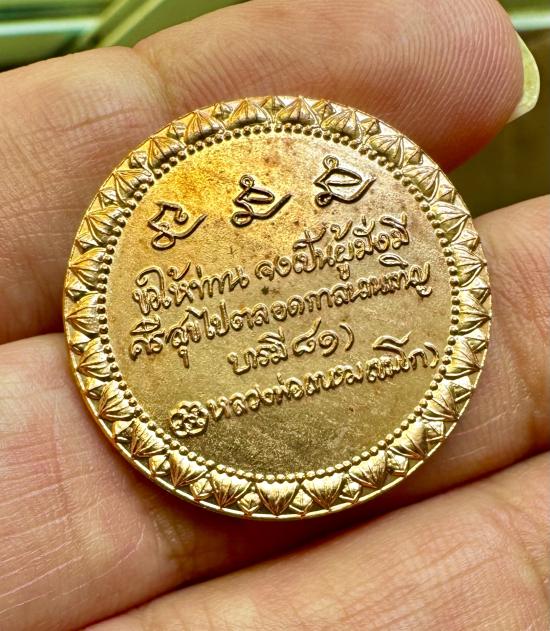 ขอให้ท่าน จงเป็นผู้มั่งมี
ศรีสุขไปตลอดกาลนานเทิญ
บารมี ๘๑)
(หลวงพ่อเกษม เขมโก)